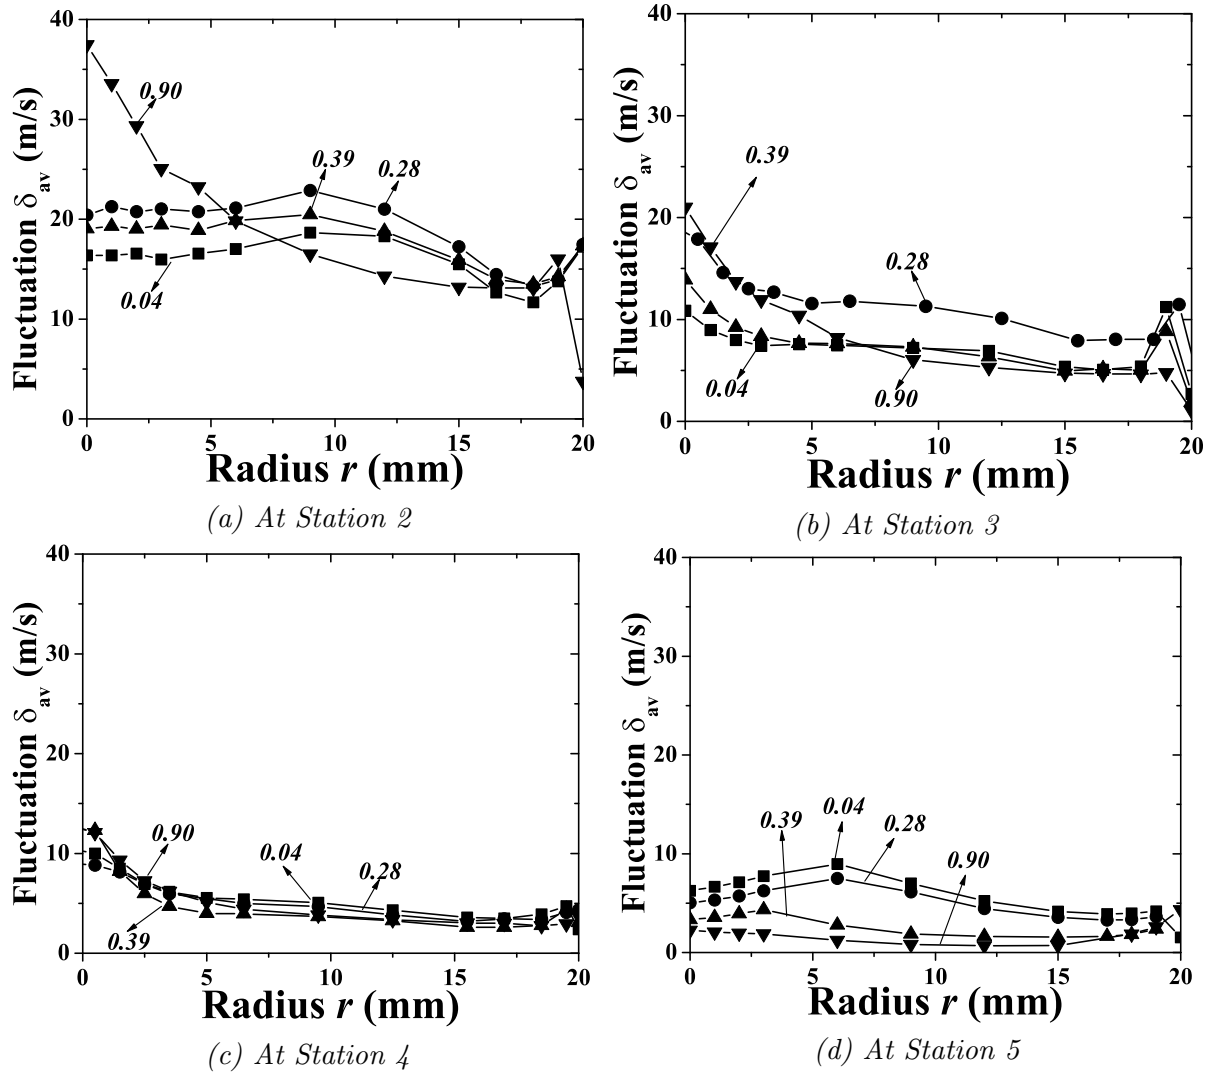 Fluctuation δav (m/s)
40
30
20
10
0
0.90
0.39
0.28
0.04
0 5 10 15 20
Radius r (mm)
(a) At Station 2
Fluctuation δav (m/s)
40
30
20
10
0
0.39
0.28
0.04
0.90
0 5 10 15 20
Radius r (mm)
(b) At Station 3
Fluctuation δav (m/s)
40
30
20
10
0
0.90
0.04
0.28
0.39
0 5 10 15 20
Radius r (mm)
(c) At Station 4
Fluctuation δav (m/s)
40
30
20
10
0
0.39
0.04
0.28
0.90
0 5 10 15 20
Radius r (mm)
(d) At Station 5